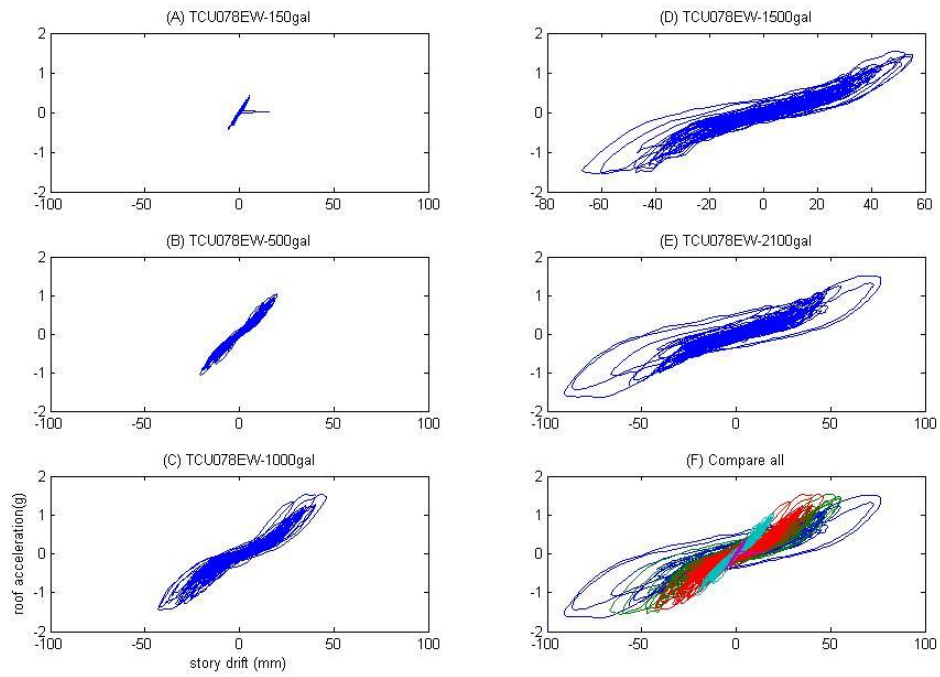 (A) TCU078EW-150gal
2
1
0
-1
-2
-100 -50 0 50 100
(B) TCU078EW-500gal
2
1
0
-1
-2
-100 -50 0 50 100
(C) TCU078EW-1000gal
2
1
0
-1
-2
-100 -50 0 50 100
roof acceleration(g)
story drift (mm)
(D) TCU078EW-1500gal
2
1
0
-1
-2
-80 -60 -40 -20 0 20 40 60
(E) TCU078EW-2100gal
2
1
0
-1
-2
-100 -50 0 50 100
(F) Compare all
2
1
0
-1
-2
-100 -50 0 50 100